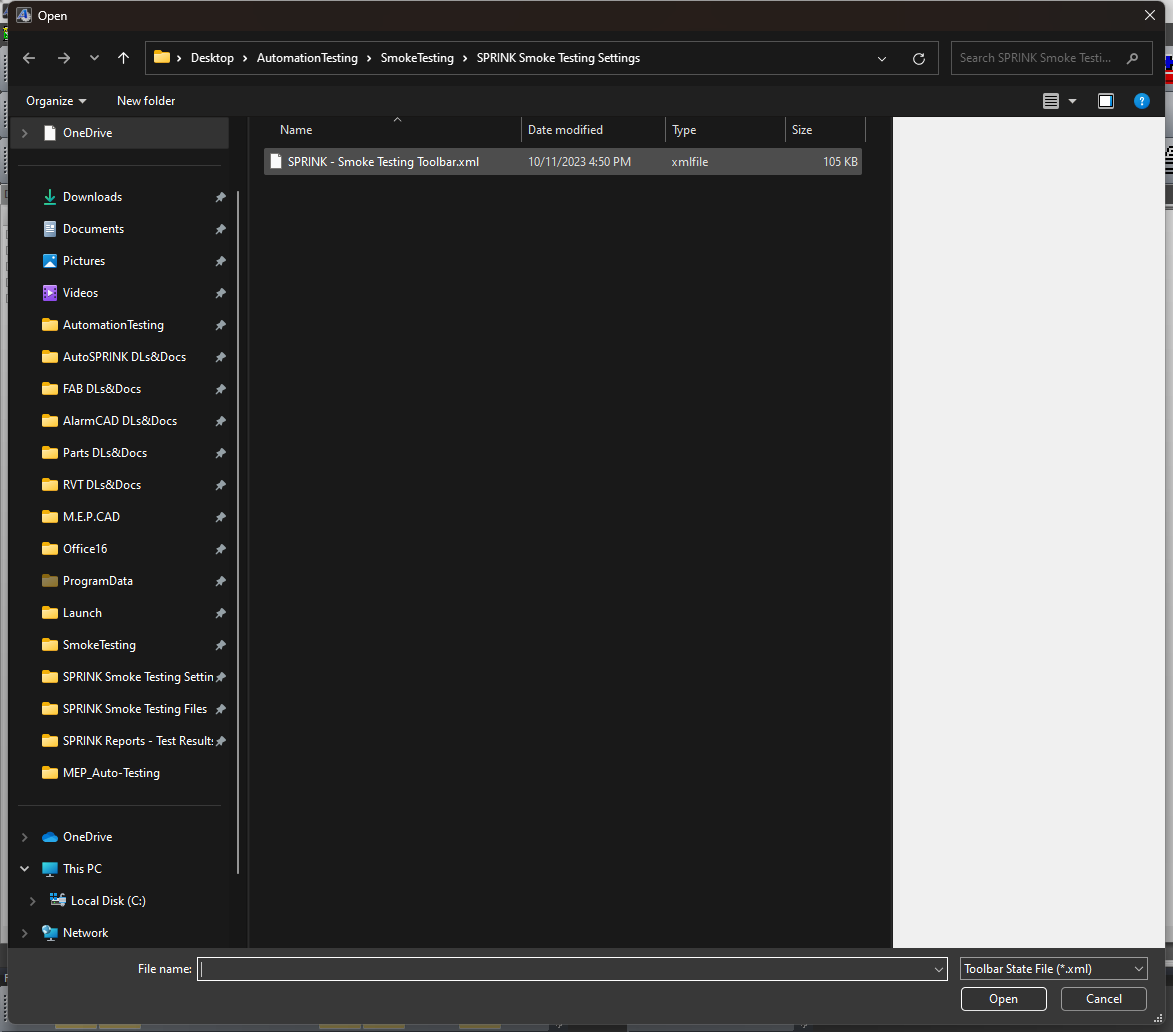 Open
Desktop AutomationTesting SmokeTesting SPRINK Smoke Testing Settings
Search SPRINK Smoke Testi...
Organize New folder
?
OneDrive
Downloads
Documents
Pictures
Videos
AutomationTesting
AutoSPRINK DLs&Docs
FAB DLs&Docs
AlarmCAD DLs&Docs
Parts DLs&Docs
RVT DLs&Docs
M.E.P.CAD
Office16
ProgramData
Launch
SmokeTesting
SPRINK Smoke Testing Settin
SPRINK Smoke Testing Files
SPRINK Reports - Test Results
MEP_Auto-Testing
OneDrive
This PC
Local Disk (C:)
Network
Name Date modified Type Size
SPRINK - Smoke Testing Toolbar.xml 10/11/2023 4:50 PM xmlfile 105 KB
File name:
Toolbar State File (*.xml)
Open Cancel